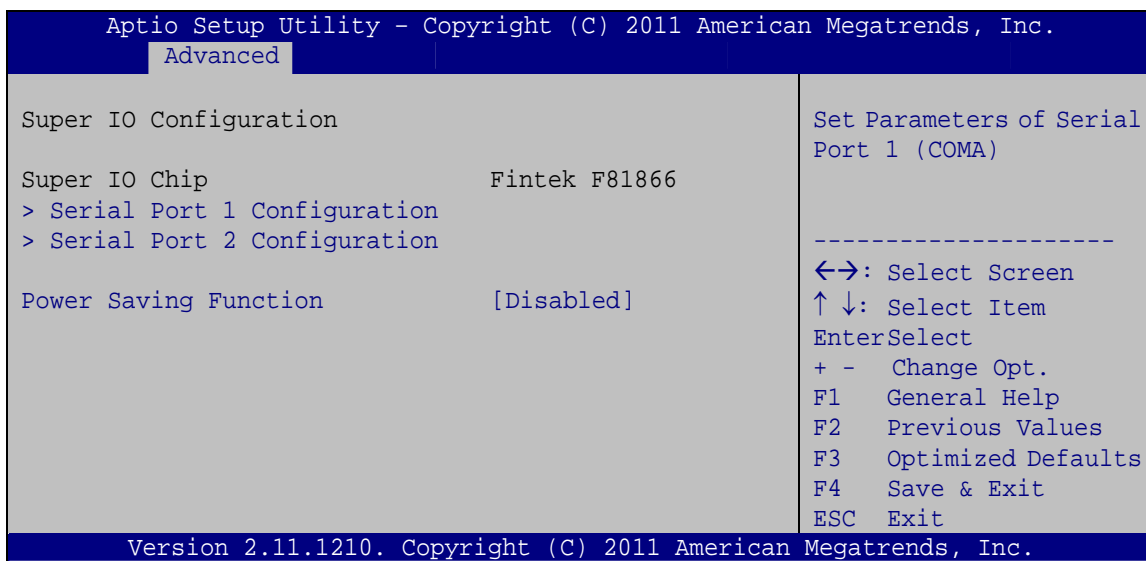 Aptio Setup Utility – Copyright (C) 2011 American Megatrends, Inc.
Advanced
Super IO Configuration
Super IO Chip Fintek F81866
> Serial Port 1 Configuration
> Serial Port 2 Configuration
Power Saving Function [Disabled]
Set Parameters of Serial
Port 1 (COMA)
---------------------
←→: Select Screen
↑ ↓: Select Item
EnterSelect
+ - Change Opt.
F1 General Help
F2 Previous Values
F3 Optimized Defaults
F4 Save & Exit
ESC Exit
Version 2.11.1210. Copyright (C) 2011 American Megatrends, Inc.